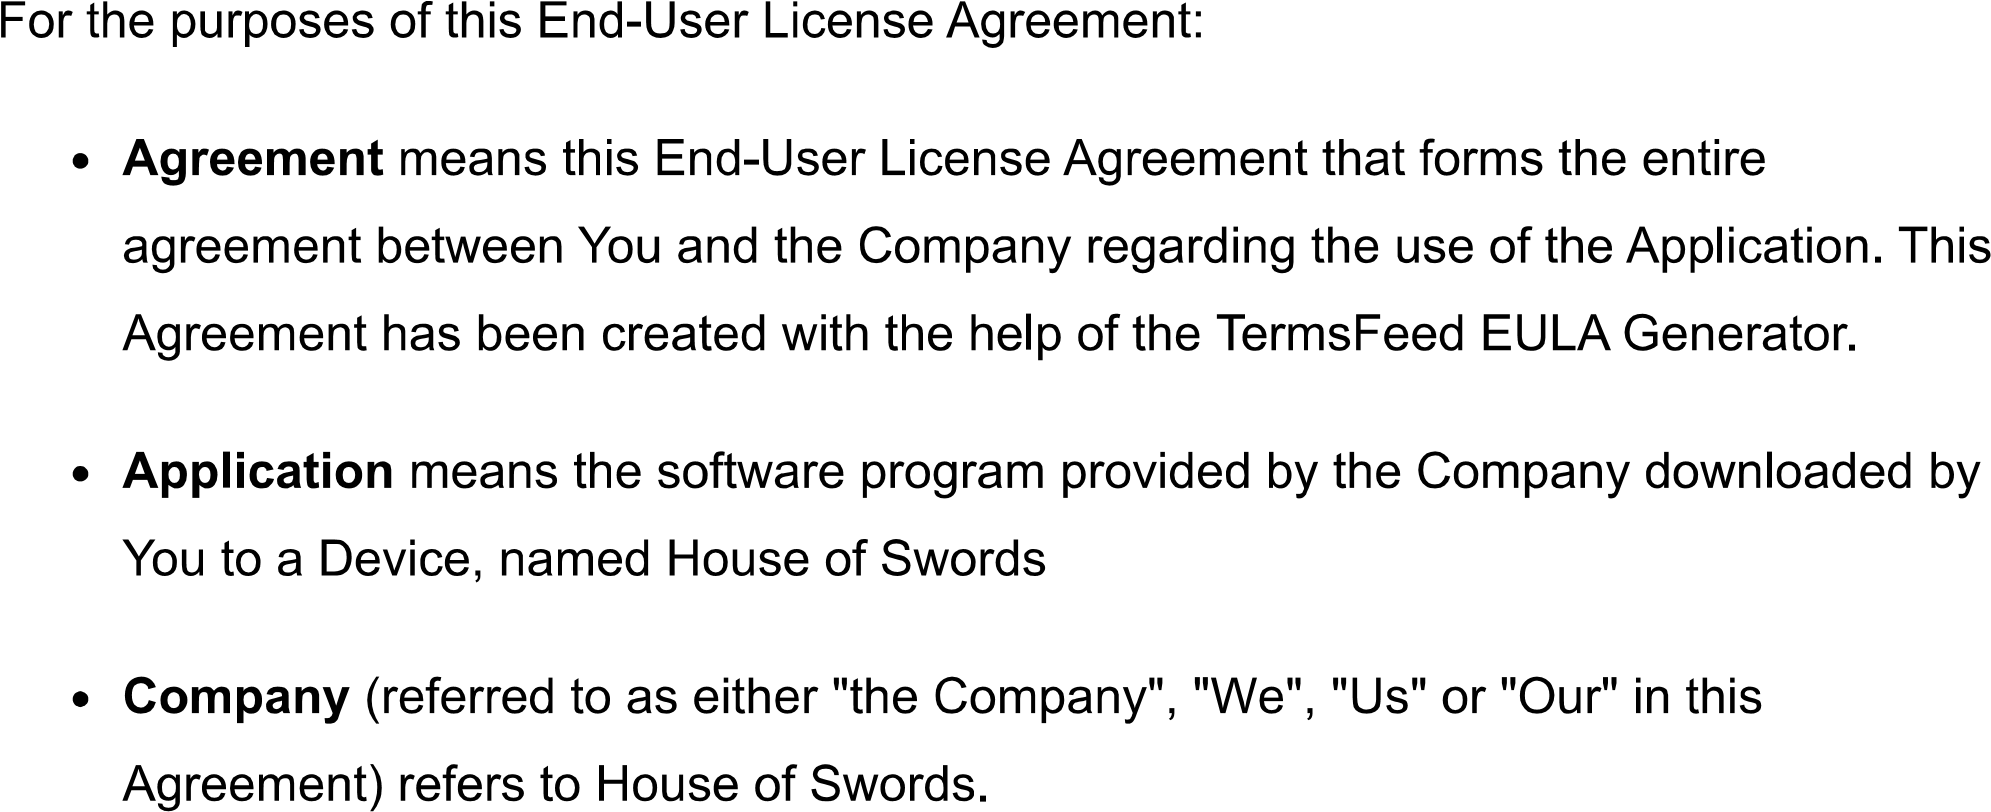 For the purposes of this End-User License Agreement:
• Agreement means this End-User License Agreement that forms the entire
agreement between You and the Company regarding the use of the Application. This
Agreement has been created with the help of the TermsFeed EULA Generator.
• Application means the software program provided by the Company downloaded by
You to a Device, named House of Swords
• Company (referred to as either "the Company", "We", "Us" or "Our" in this
Agreement) refers to House of Swords.